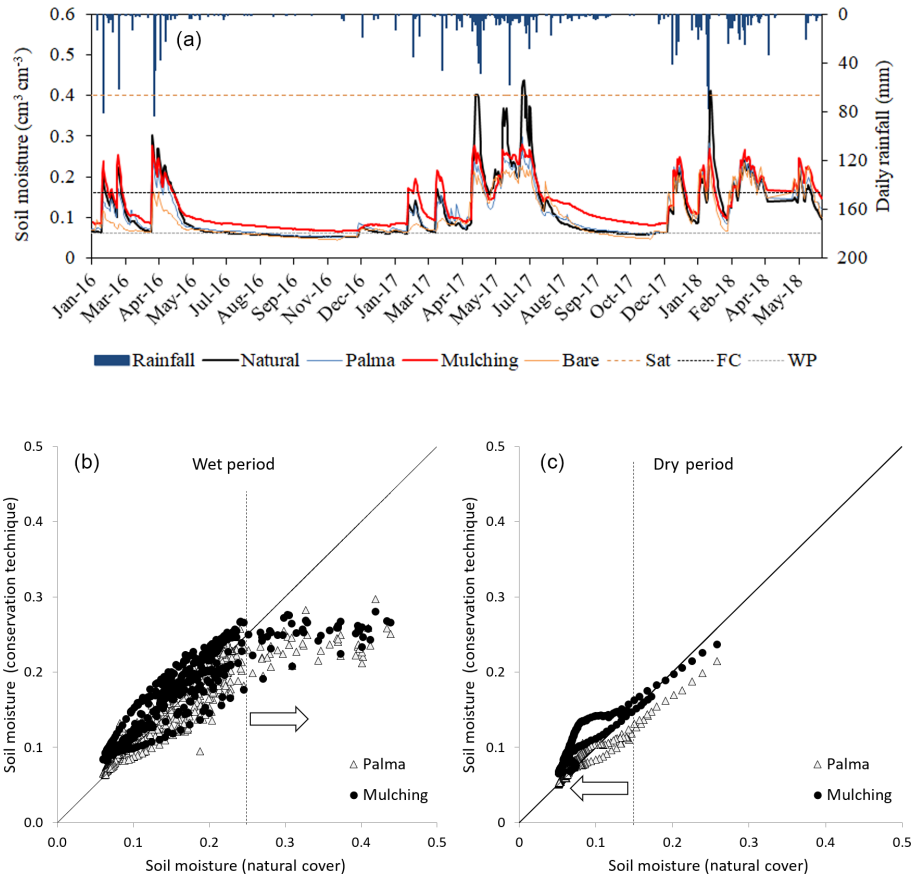 (a)
Soil moisture (cm³ cm⁻³)
0.6
0.5
0.4
0.3
0.2
0.1
0
Daily rainfall (mm)
0
40
80
120
160
200
Jan-16 Mar-16 Apr-16 May-16 Jul-16 Aug-16 Sep-16 Nov-16 Dec-16 Jan-17 Mar-17 Apr-17 May-17 Jul-17 Aug-17 Oct-17 Dec-17 Jan-18 Feb-18 Apr-18 May-18
Rainfall Natural Palma Mulching Bare Sat FC WP
(b)
Wet period
Soil moisture (conservation technique)
0.5
0.4
0.3
0.2
0.1
0
0.0 0.1 0.2 0.3 0.4 0.5
Soil moisture (natural cover)
Palma
Mulching
(c)
Dry period
Soil moisture (conservation technique)
0.5
0.4
0.3
0.2
0.1
0
0 0.1 0.2 0.3 0.4 0.5
Soil moisture (natural cover)
Palma
Mulching